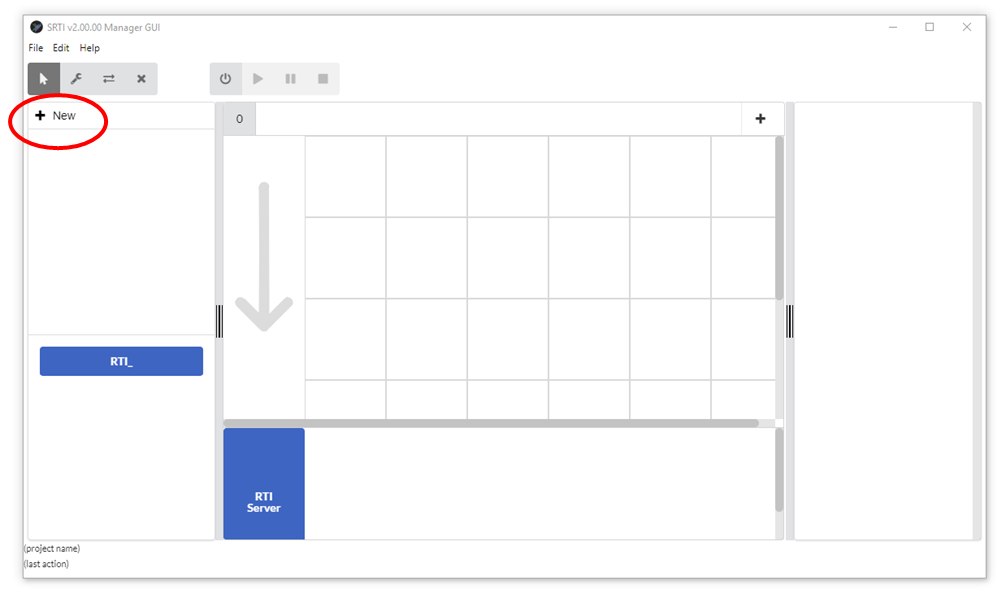 SRTI v2.00.00 Manager GUI
File Edit Help
New
0
RTI_
RTI
Server
(project name)
(last action)